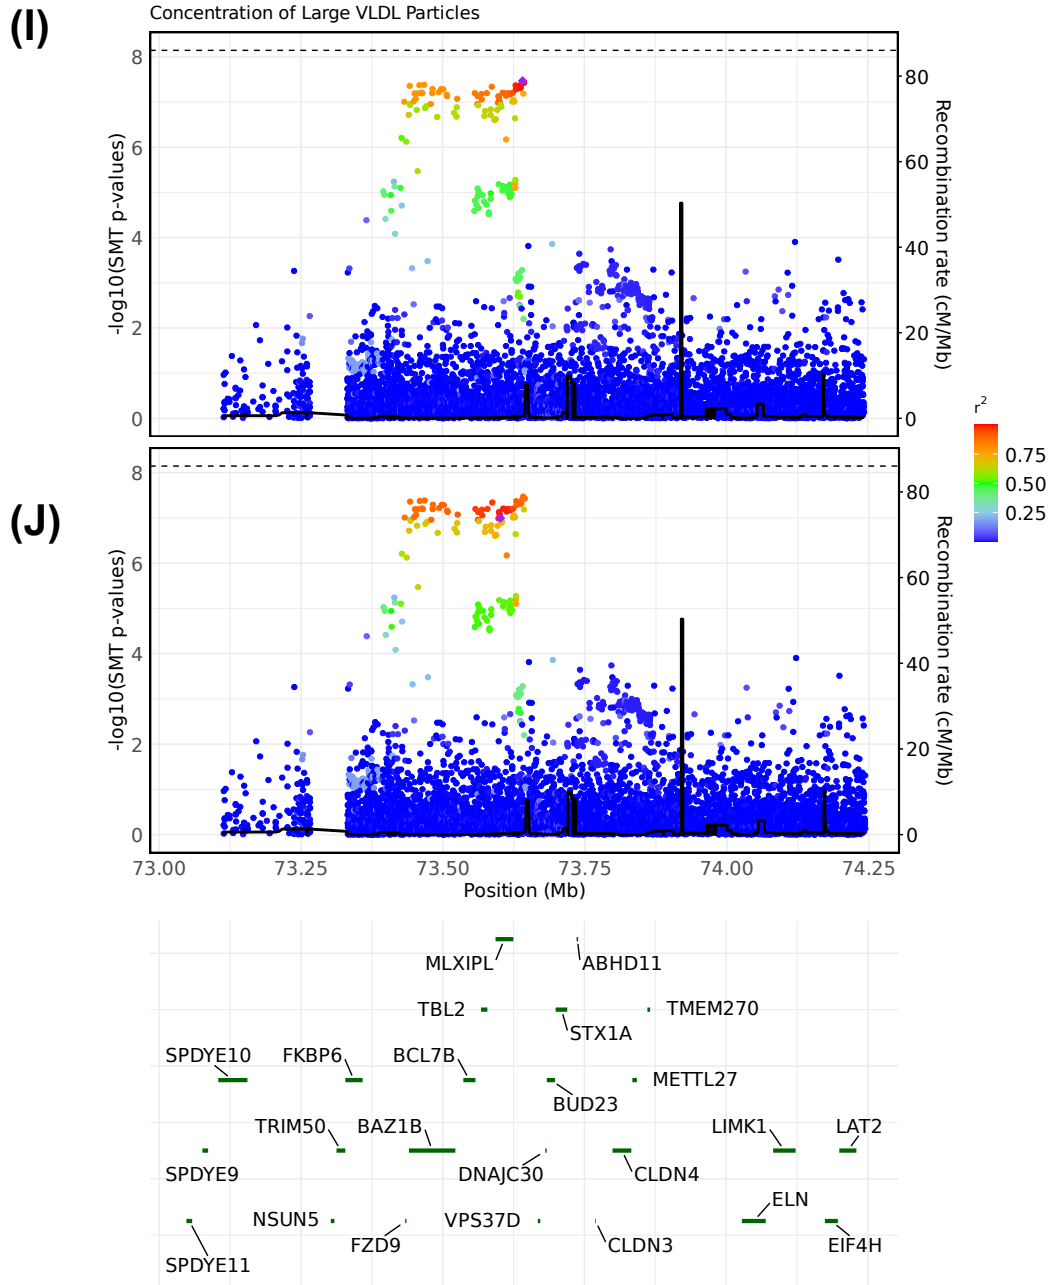 (I)
Concentration of Large VLDL Particles
-log10(SMT p-values)
8
6
4
2
0
80
60
40
20
0
Recombination rate (cM/Mb)
r²
0.75
0.50
0.25
(J)
-log10(SMT p-values)
8
6
4
2
0
80
60
40
20
0
Recombination rate (cM/Mb)
73.00 73.25 73.50 73.75 74.00 74.25
Position (Mb)
MLXIPL ABHD11
TBL2 TMEM270
STX1A
SPDYE10 FKBP6 BCL7B
METTL27
BUD23
TRIM50 BAZ1B LIMK1 LAT2
SPDYE9 DNAJC30 CLDN4
ELN
NSUN5 VPS37D
FZD9 CLDN3 EIF4H
SPDYE11